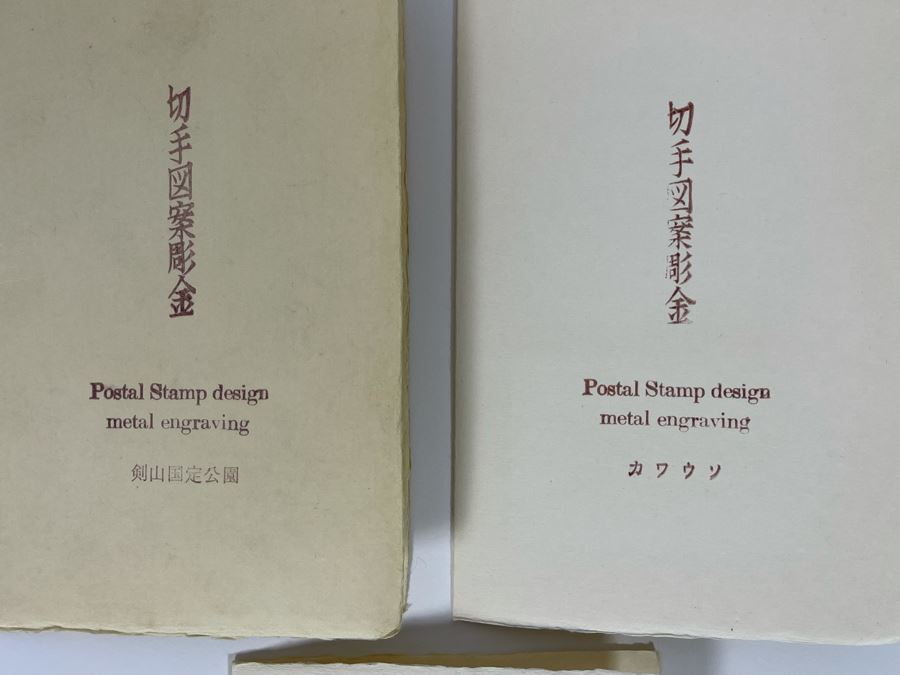 切手図案彫金
Postal Stamp design
metal engraving
剣山国定公園
切手図案彫金
Postal Stamp design
metal engraving
カワウソ